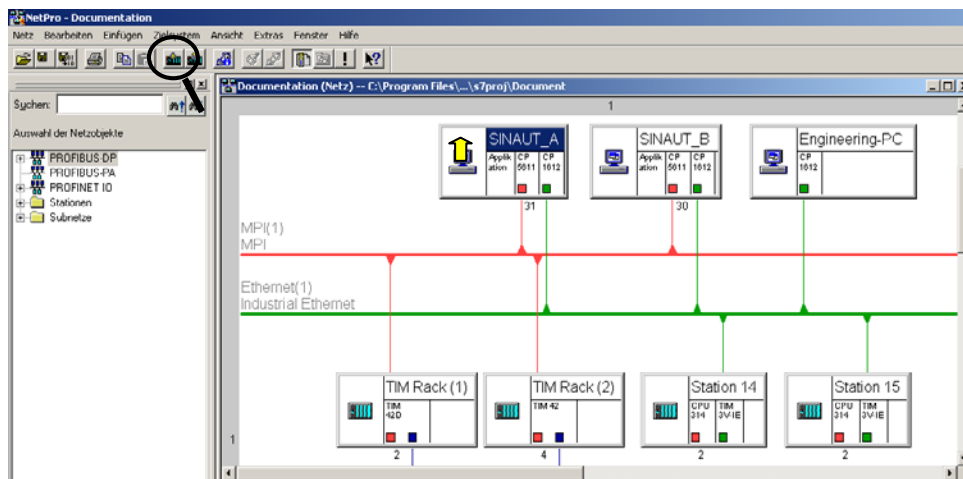 NetPro - Documentation
Netz Bearbeiten Einfügen Zielsystem Ansicht Extras Fenster Hilfe
Suchen:
Auswahl der Netzobjekte
PROFIBUS-DP
PROFIBUS-PA
PROFINET IO
Stationen
Subnetze
Documentation (Netz) -- C:\Program Files\...\s7proj\Document
1
SINAUT_A
Applik ation CP 5611 CP 1612
31
SINAUT_B
Applik ation CP 5611 CP 1612
30
Engineering-PC
CP 1612
MPI(1)
MPI
Ethernet(1)
Industrial Ethernet
1
TIM Rack (1)
TIM 42D
2
TIM Rack (2)
TIM 42
4
Station 14
CPU 314 TIM 3V-IE
2
Station 15
CPU 314 TIM 3V-IE
2